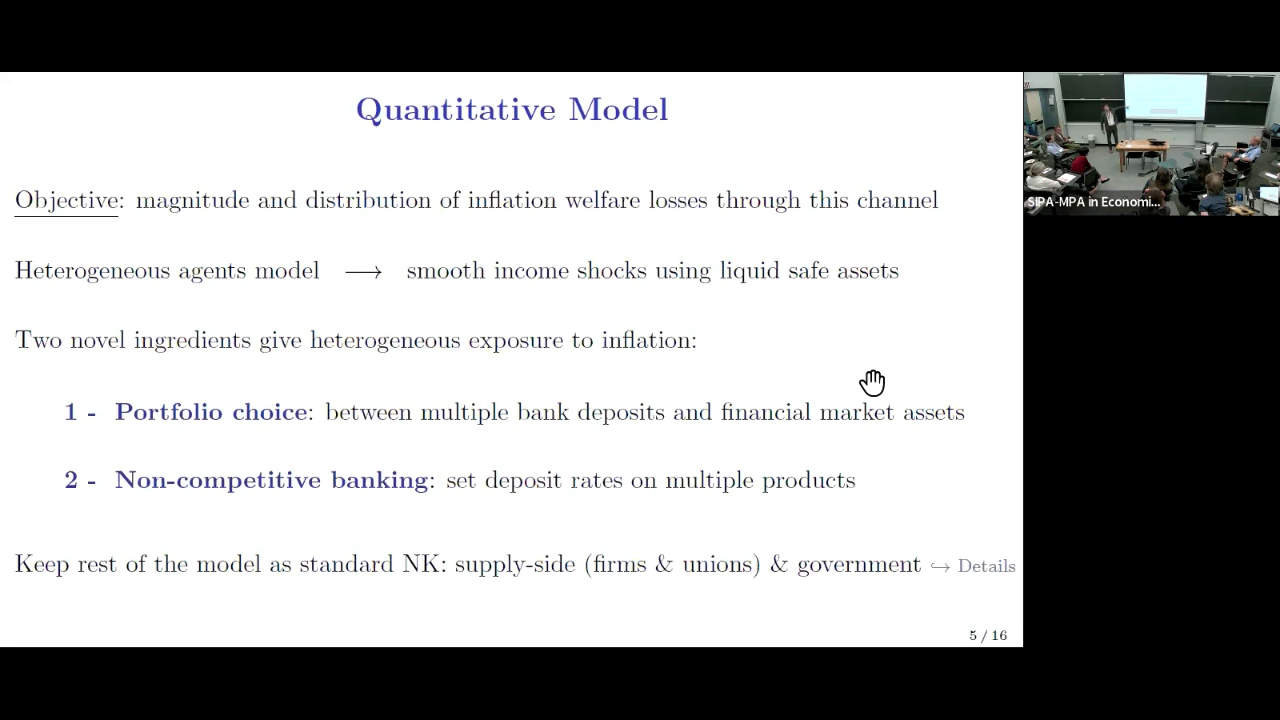 Quantitative Model
Objective: magnitude and distribution of inflation welfare losses through this channel
Heterogeneous agents model ⟶ smooth income shocks using liquid safe assets
Two novel ingredients give heterogeneous exposure to inflation:
1 - Portfolio choice: between multiple bank deposits and financial market assets
2 - Non-competitive banking: set deposit rates on multiple products
Keep rest of the model as standard NK: supply-side (firms & unions) & government ↪ Details
5 / 16
SIPA-MPA in Economi...